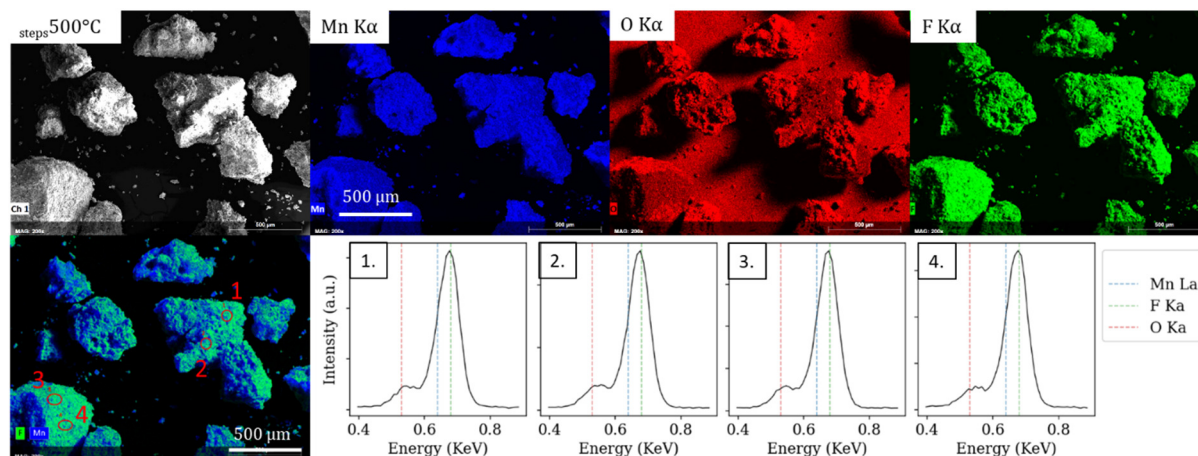 steps500°C
Mn Kα
O Kα
F Kα
Ch 1
MAG: 200x
500 µm
Mn
500 µm
MAG: 200x
500 µm
MAG: 200x
500 µm
MAG: 200x
500 µm
1
2
3
4
F Mn
500 µm
Intensity (a.u.)
1.
2.
3.
4.
0.4 0.6 0.8
0.4 0.6 0.8
0.4 0.6 0.8
0.4 0.6 0.8
Energy (KeV)
Energy (KeV)
Energy (KeV)
Energy (KeV)
Mn La
F Ka
O Ka